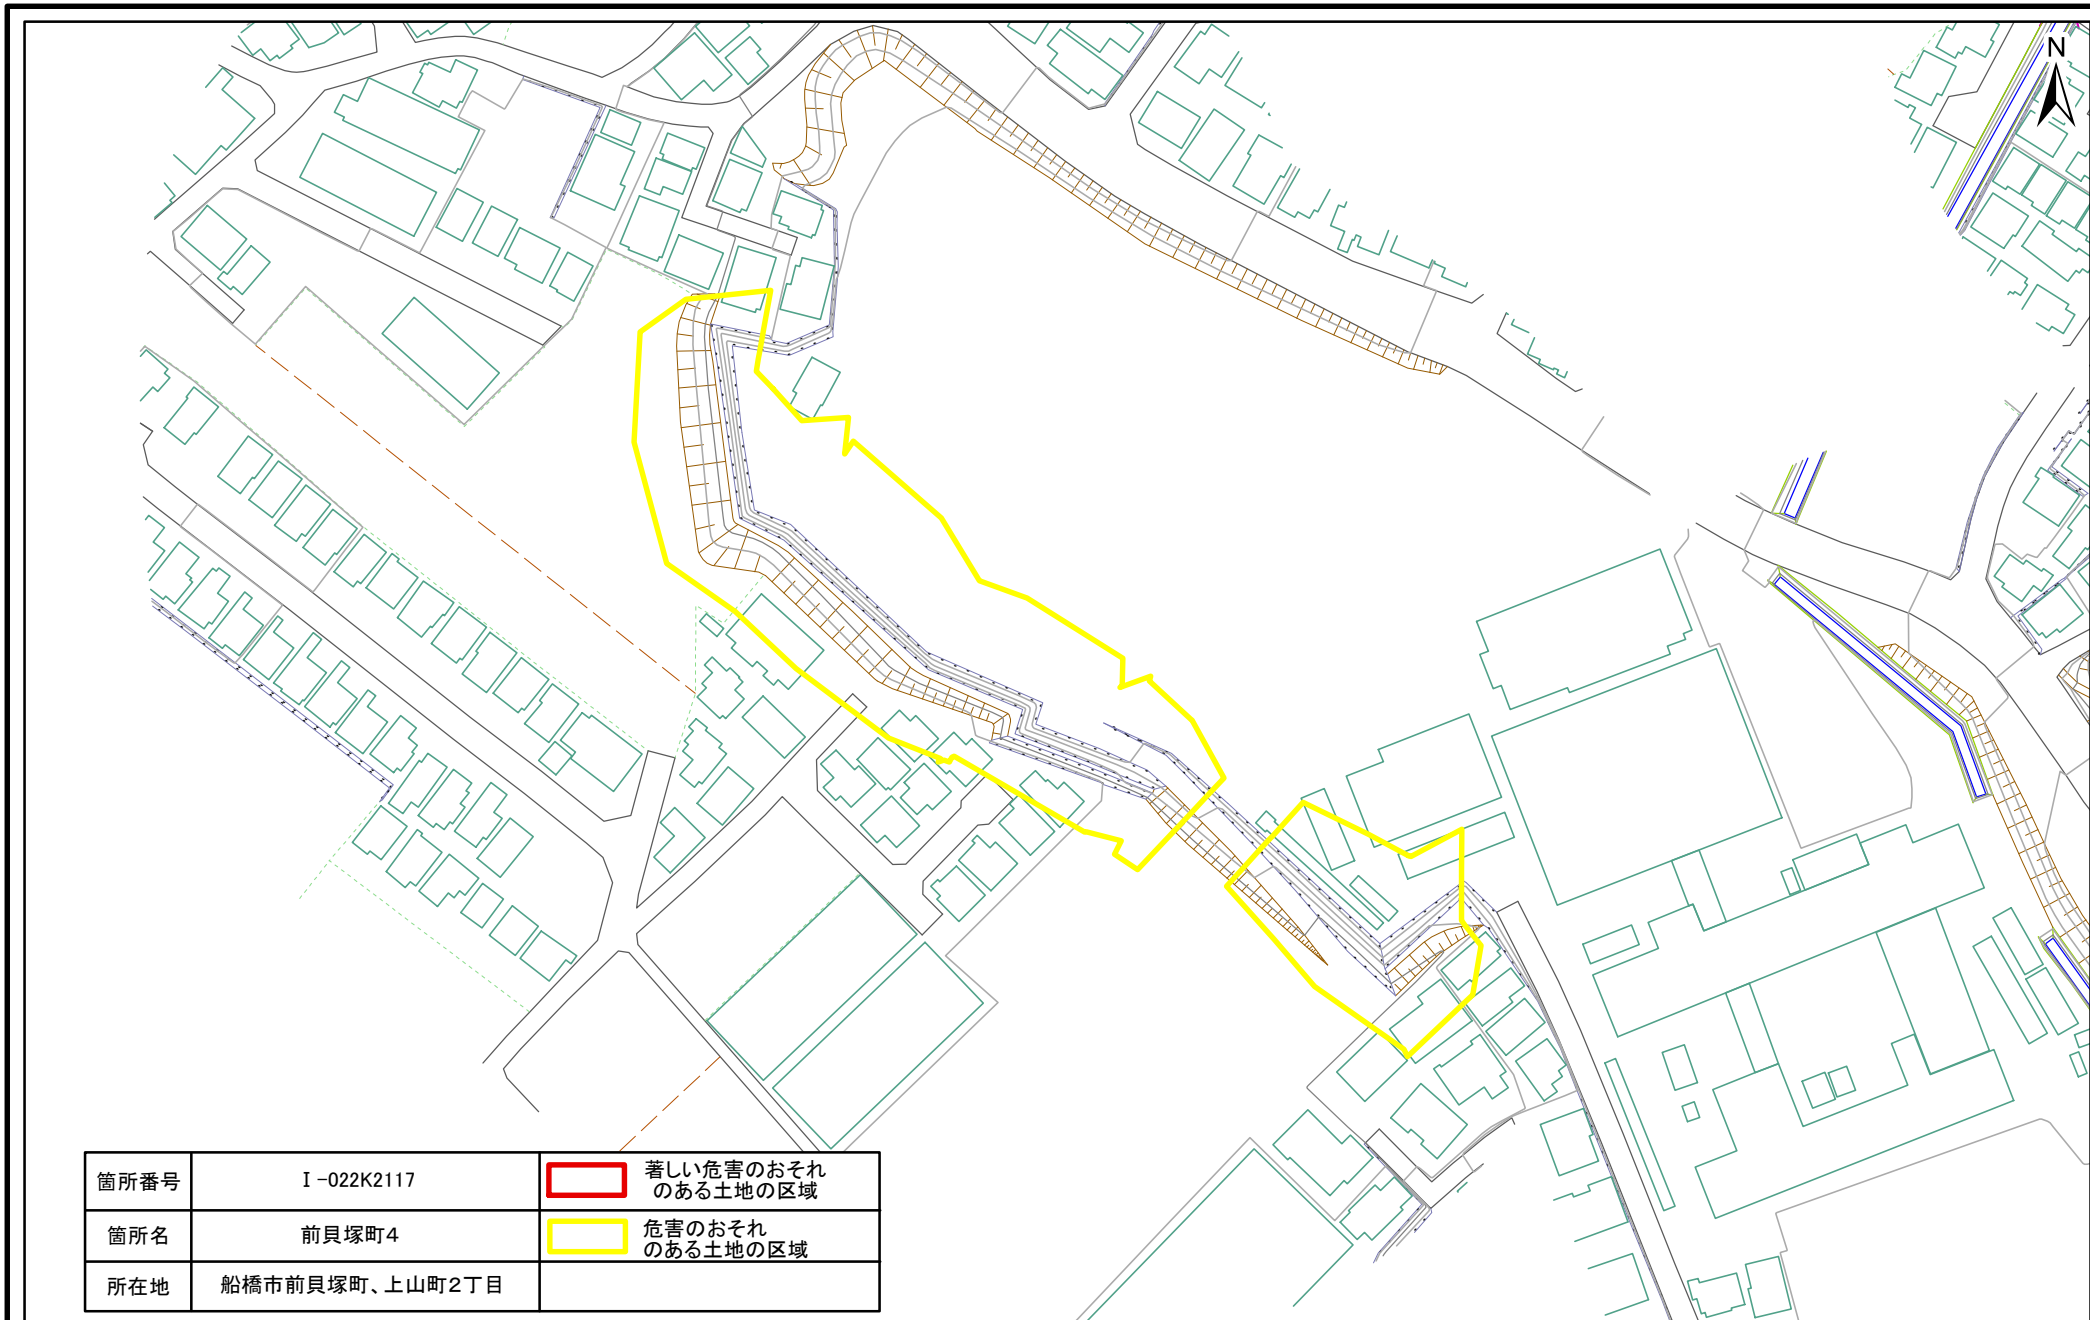 N
箇所番号 Ⅰ-022K2117 著しい危害のおそれ
のある土地の区域
箇所名 前貝塚町4 危害のおそれ
のある土地の区域
所在地 船橋市前貝塚町、上山町2丁目